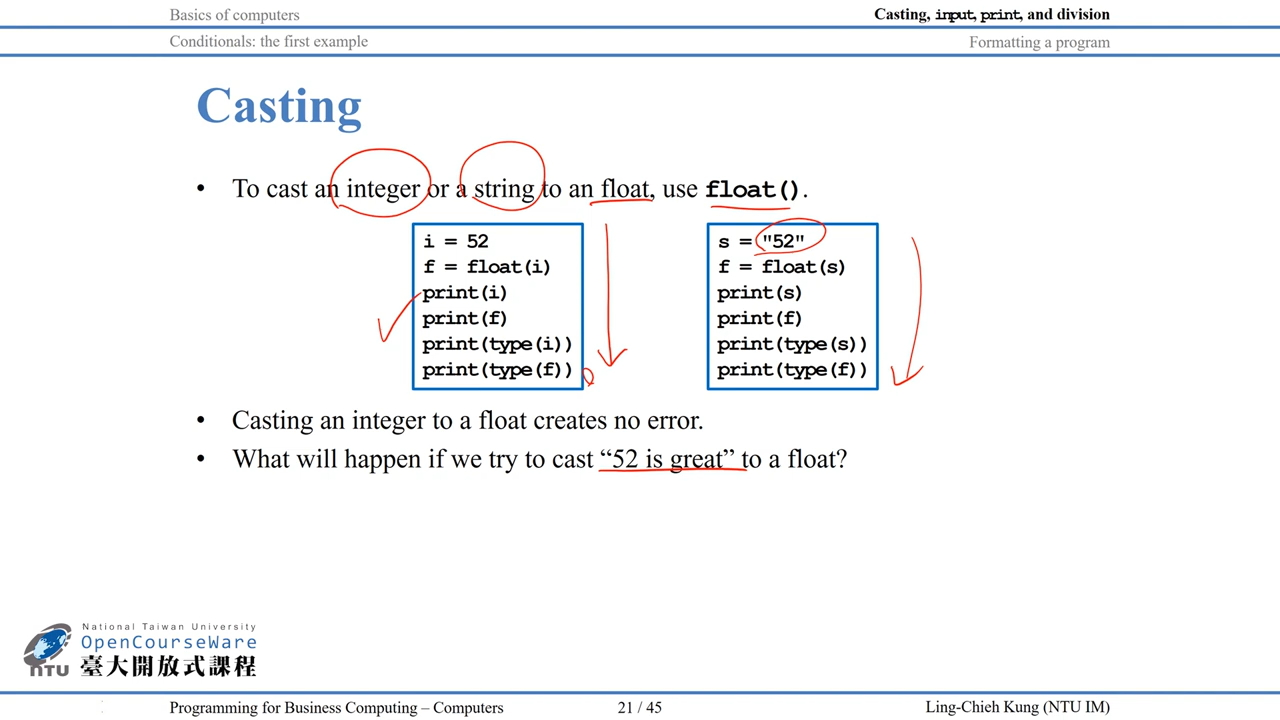 Basics of computers
Casting, input, print, and division
Conditionals: the first example
Formatting a program
Casting
• To cast an integer or a string to an float, use float().
i = 52
f = float(i)
print(i)
print(f)
print(type(i))
print(type(f))
s = "52"
f = float(s)
print(s)
print(f)
print(type(s))
print(type(f))
• Casting an integer to a float creates no error.
• What will happen if we try to cast “52 is great” to a float?
National Taiwan University
OpenCourseWare
NTU 臺大開放式課程
Programming for Business Computing – Computers
21 / 45
Ling-Chieh Kung (NTU IM)